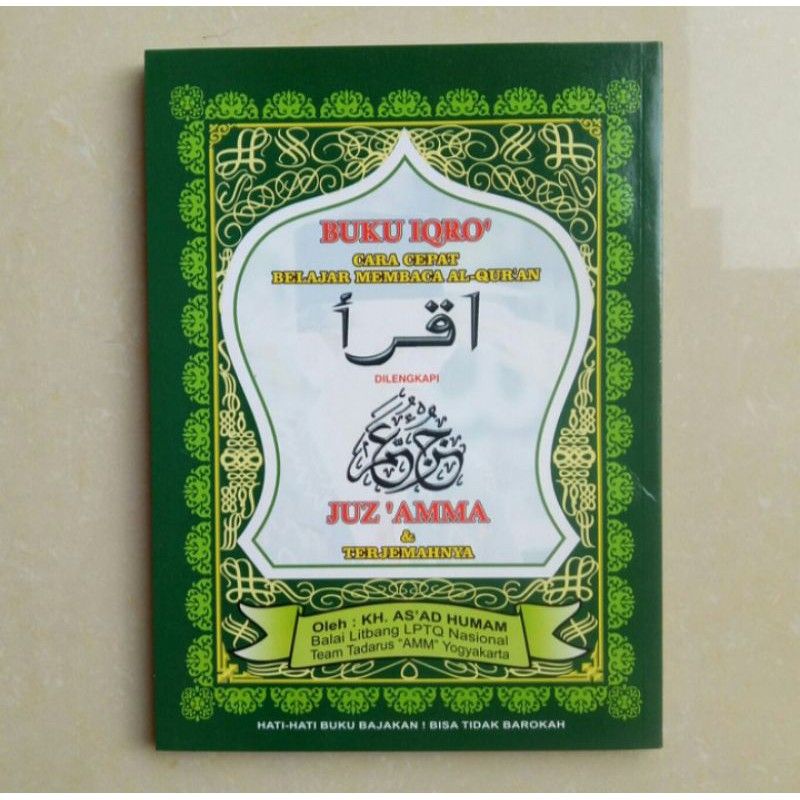 BUKU IQRO'
CARA CEPAT
BELAJAR MEMBACA AL-QUR'AN
اقرأ
DILENGKAPI
جزء عم
JUZ 'AMMA
&
TERJEMAHNYA
Oleh : KH. AS'AD HUMAM
Balai Litbang LPTQ Nasional
Team Tadarus "AMM" Yogyakarta
HATI-HATI BUKU BAJAKAN ! BISA TIDAK BAROKAH